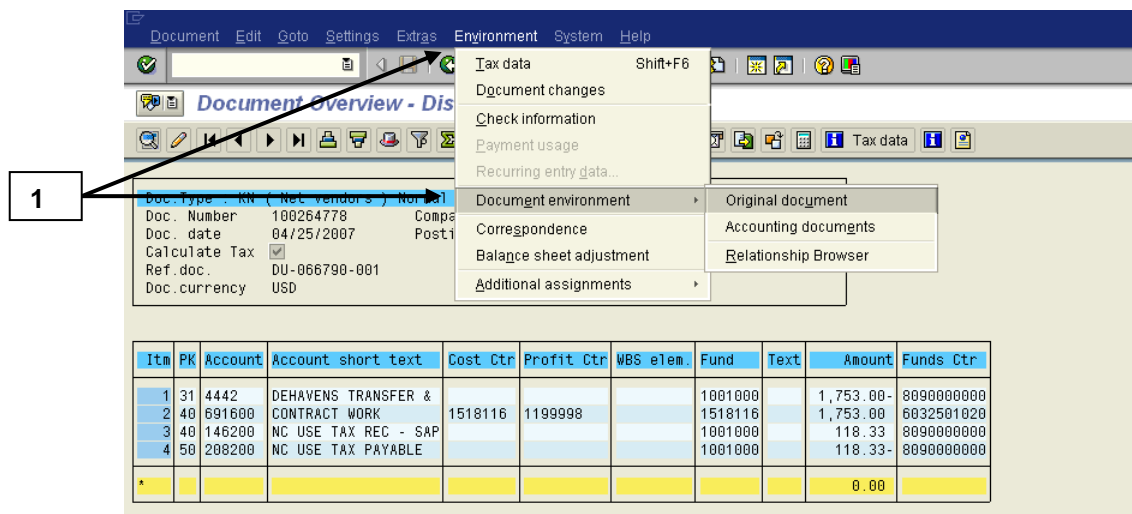 Document Edit Goto Settings Extras Environment System Help
Tax data Shift+F6
Document changes
Document Overview - Dis
Check information
Payment usage
Tax data
Recurring entry data...
1
Document environment
Original document
Accounting documents
Relationship Browser
Correspondence
Balance sheet adjustment
Additional assignments
Doc.Type : KN ( Net vendors ) Normal
Doc. Number 100264778 Compa
Doc. date 04/25/2007 Posti
Calculate Tax
Ref.doc. DU-066790-001
Doc.currency USD
Itm PK Account Account short text Cost Ctr Profit Ctr WBS elem. Fund Text Amount Funds Ctr
1 31 4442 DEHAVENS TRANSFER & 1001000 1,753.00- 8090000000
2 40 691600 CONTRACT WORK 1518116 1199998 1518116 1,753.00 6032501020
3 40 146200 NC USE TAX REC - SAP 1001000 118.33 8090000000
4 50 208200 NC USE TAX PAYABLE 1001000 118.33- 8090000000
* 0.00